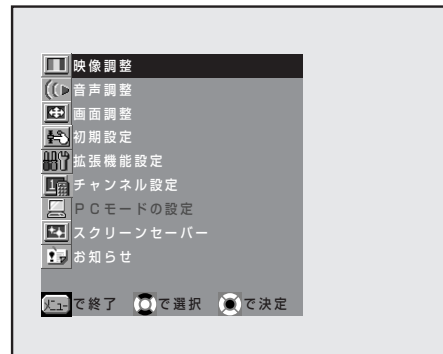 映像調整
音声調整
画面調整
初期設定
拡張機能設定
チャンネル設定
PCモードの設定
スクリーンセーバー
お知らせ
メニューで終了 で選択 で決定